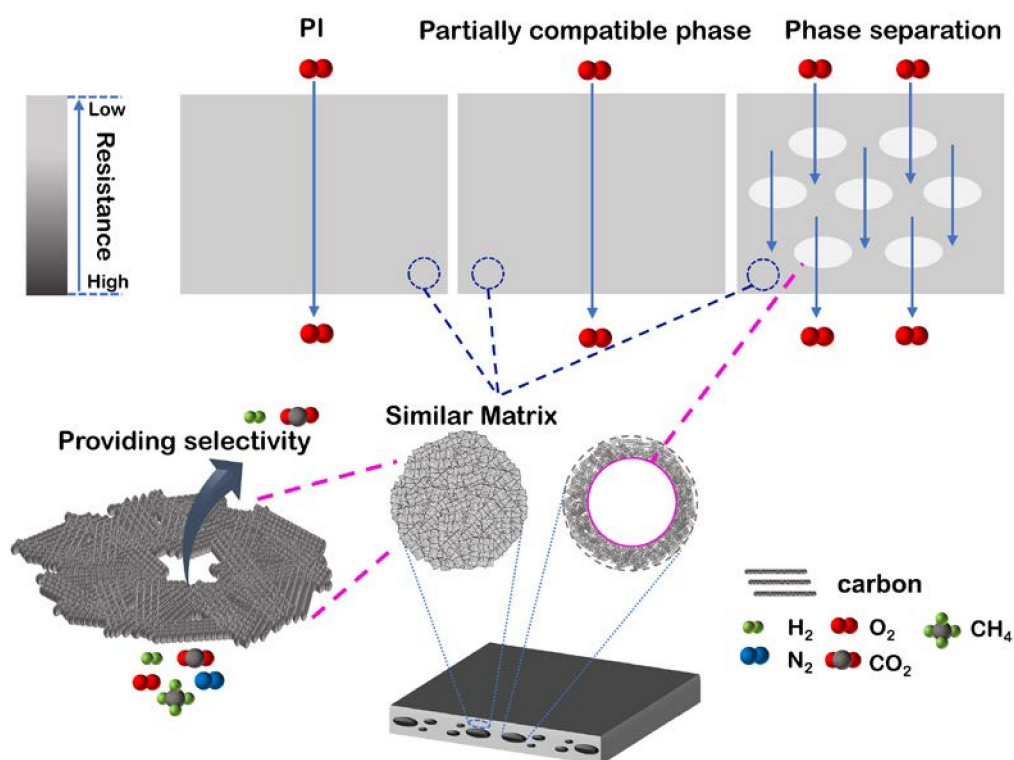 PI
Partially compatible phase
Phase separation
Low
Resistance
High
Similar Matrix
Providing selectivity
carbon
H₂
O₂
CH₄
N₂
CO₂